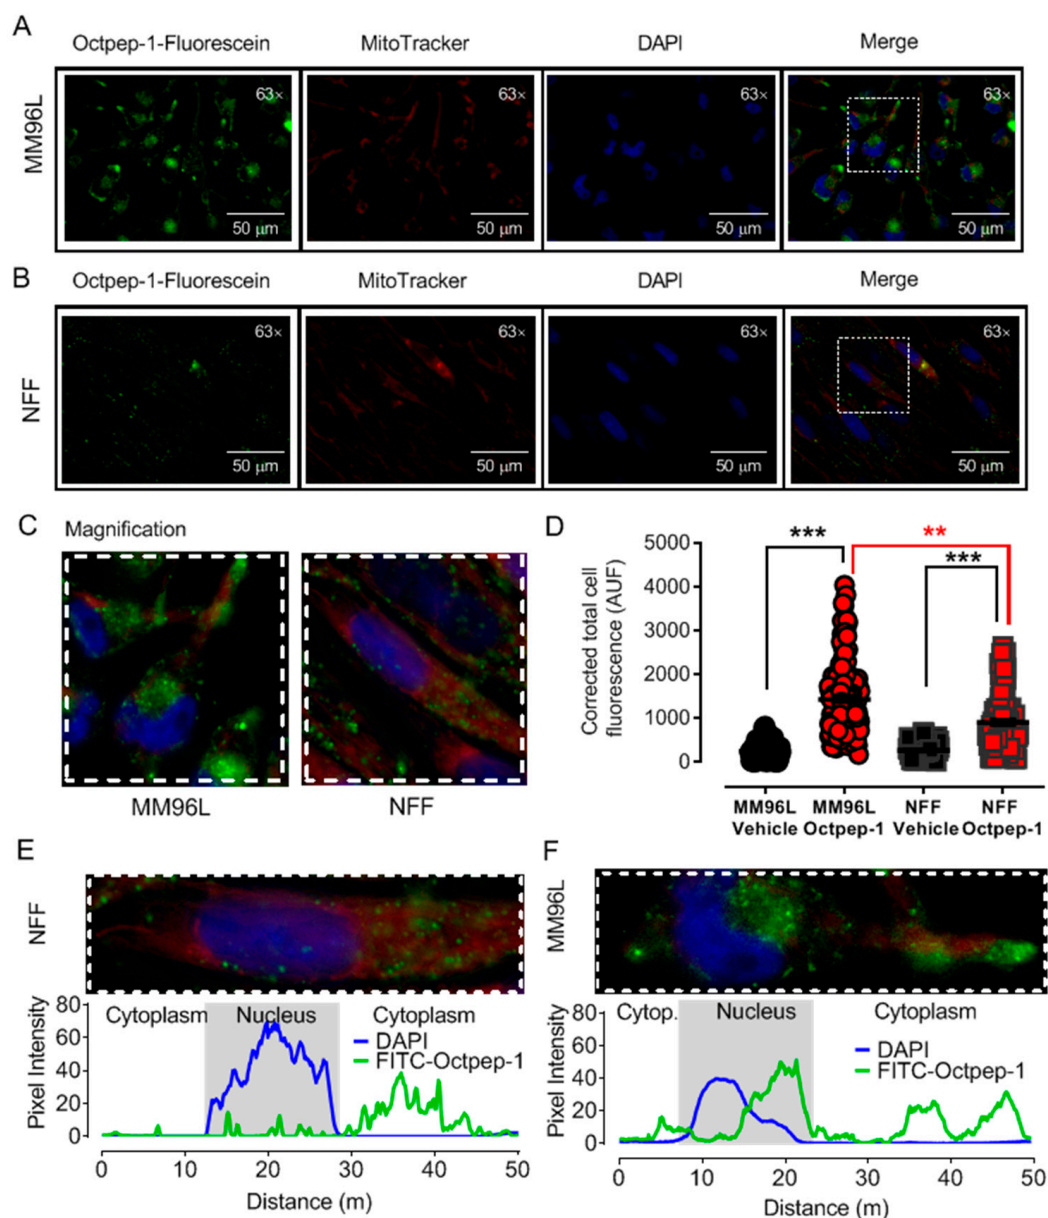 A
Octpep-1-Fluorescein MitoTracker DAPI Merge
MM96L
63× 63× 63× 63×
50 μm 50 μm 50 μm 50 μm
B
Octpep-1-Fluorescein MitoTracker DAPI Merge
NFF
63× 63× 63× 63×
50 μm 50 μm 50 μm 50 μm
C
Magnification
MM96L NFF
D
Corrected total cell
fluorescence (AUF)
5000
4000
3000
2000
1000
0
*** ** ***
MM96L MM96L NFF NFF
Vehicle Octpep-1 Vehicle Octpep-1
E
NFF
Pixel Intensity
80
60
40
20
0
Cytoplasm Nucleus Cytoplasm
DAPI
FITC-Octpep-1
0 10 20 30 40 50
Distance (m)
F
MM96L
Pixel Intensity
80
60
40
20
0
Cytop. Nucleus Cytoplasm
DAPI
FITC-Octpep-1
0 10 20 30 40 50
Distance (m)